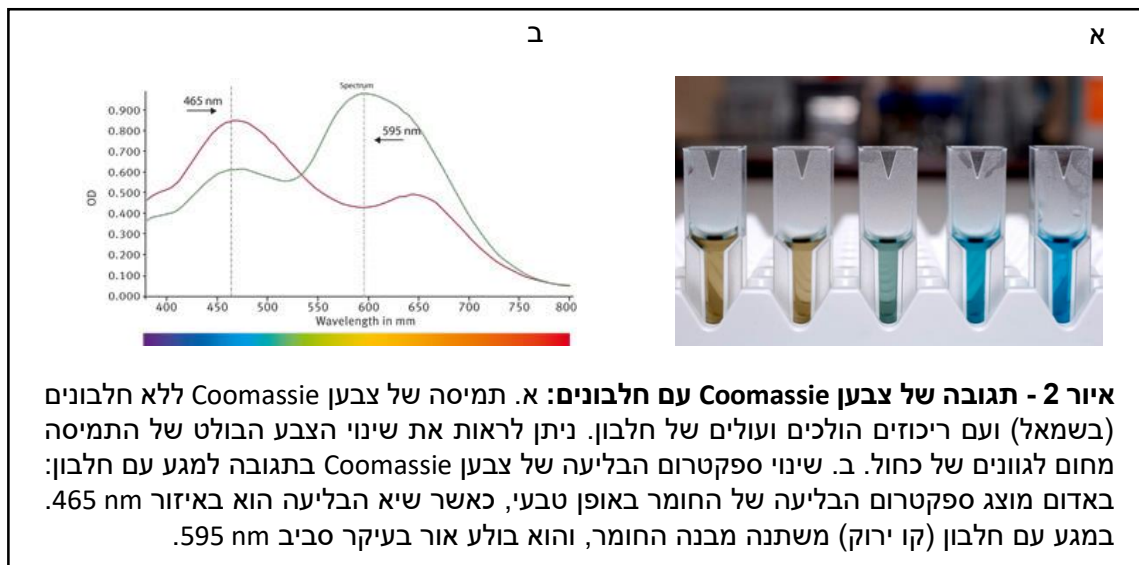 א
ב
Spectrum
465 nm
595 nm
0.900
0.800
0.700
0.600
0.500
0.400
0.300
0.200
0.100
0.000
OD
400 450 500 550 600 650 700 750 800
Wavelength in mm
איור 2 - תגובה של צבען Coomassie עם חלבונים: א. תמיסה של צבען Coomassie ללא חלבונים
(בשמאל) ועם ריכוזים הולכים ועולים של חלבון. ניתן לראות את שינוי הצבע הבולט של התמיסה
מחום לגוונים של כחול. ב. שינוי ספקטרום הבליעה של צבען Coomassie בתגובה למגע עם חלבון:
באדום מוצג ספקטרום הבליעה של החומר באופן טבעי, כאשר שיא הבליעה הוא באיזור 465 nm.
במגע עם חלבון (קו ירוק) משתנה מבנה החומר, והוא בולע אור בעיקר סביב 595 nm.